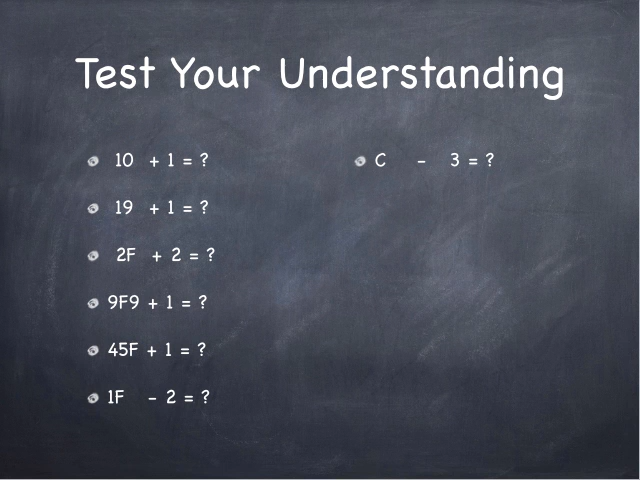 Test Your Understanding
10 + 1 = ?
19 + 1 = ?
2F + 2 = ?
9F9 + 1 = ?
45F + 1 = ?
1F - 2 = ?
C - 3 = ?